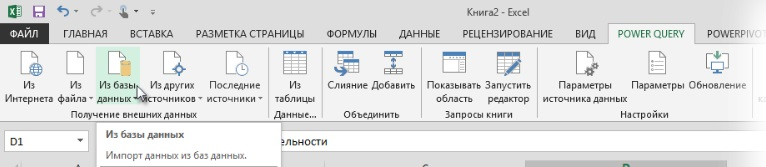 Книга2 - Excel
ФАЙЛ ГЛАВНАЯ ВСТАВКА РАЗМЕТКА СТРАНИЦЫ ФОРМУЛЫ ДАННЫЕ РЕЦЕНЗИРОВАНИЕ ВИД POWER QUERY POWERPIVOT
Из Интернета
Из файла
Из базы данных
Из других источников
Последние источники
Из таблицы
Слияние
Добавить
Показывать область
Запустить редактор
Параметры источника данных
Параметры
Обновление
Получение внешних данных
Данные...
Объединить
Запросы книги
Настройки
D1
Из базы данных
ельности
Импорт данных из баз данных.